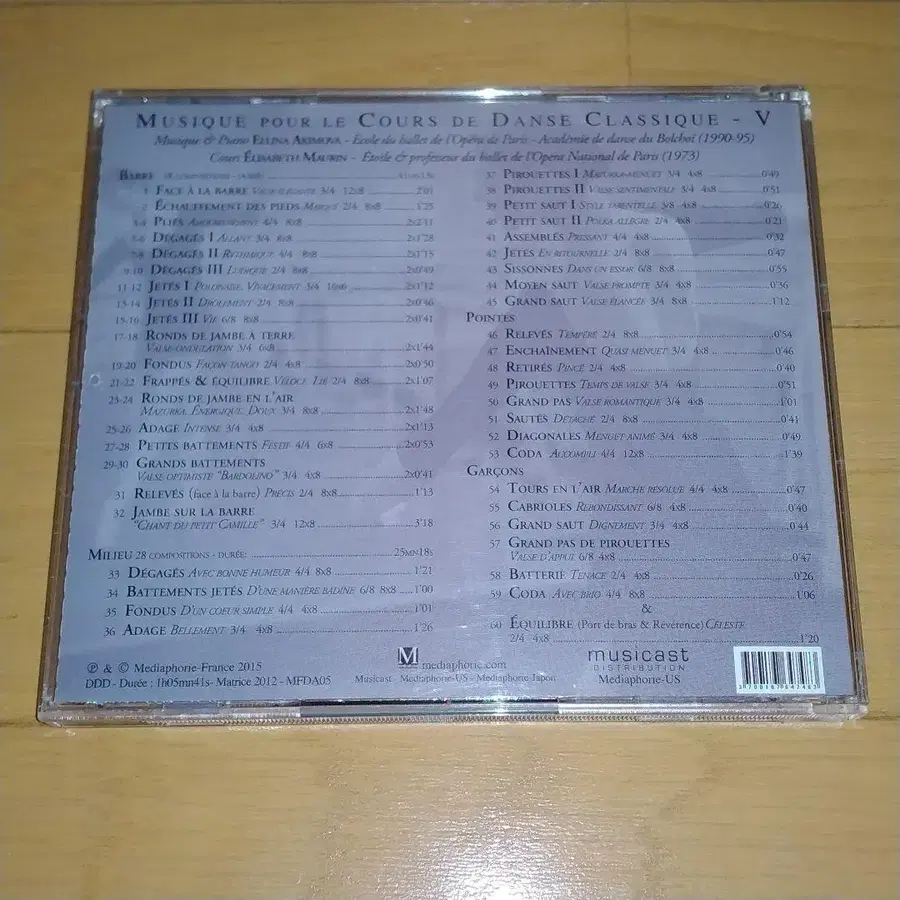 MUSIQUE POUR LE COURS DE DANSE CLASSIQUE - V
Musique & Piano ELLINA AKIMOVA - Ecole du ballet de l'Opéra de Paris - Académie de danse du Bolchoï (1990-95)
Cours ÉLISABETH MAURIN - Étoile & professeur du ballet de l'Opéra National de Paris (1973)
BARRE COMPOSITIONS - DURÉE:
1 FACE À LA BARRE 3/4 12x8 2'01
2 ÉCHAUFFEMENT DES PIEDS MARQUÉ 2/4 8x8 1'25
3-4 PLIÉS AMOUREUSEMENT 4/4 8x8 2x2'41
5-6 DÉGAGÉS I ALLANT 3/4 8x8 2x1'28
7-8 DÉGAGÉS II RYTHMIQUE 4/4 8x8 2x1'15
9-10 DÉGAGÉS III LUDIQUE 2/4 8x8 2x0'49
11-12 JETÉS I POLONAISE. VIVACEMENT 3/4 16x6 2x1'12
13-14 JETÉS II DRÔLEMENT 2/4 8x8 2x0'46
15-16 JETÉS III VIF 6/8 8x8 2x0'41
17-18 RONDS DE JAMBE À TERRE
VALSE-ONDULATION 3/4 6x8 2x1'44
19-20 FONDUS FAÇON TANGO 2/4 4x8 2x0'50
21-22 FRAPPÉS & ÉQUILIBRE VÉLOCE. LIÉ 2/4 8x8 2x1'07
23-24 RONDS DE JAMBE EN L'AIR
MAZURKA. ÉNERGIQUE. DOUX 3/4 8x8 2x1'48
25-26 ADAGE INTENSE 3/4 4x8 2x1'13
27-28 PETITS BATTEMENTS FESTIF 4/4 6x8 2x0'53
29-30 GRANDS BATTEMENTS
VALSE OPTIMISTE "BARDOLINO" 3/4 4x8 2x0'41
31 RELEVÉS (face à la barre) PRÉCIS 2/4 8x8 1'13
32 JAMBE SUR LA BARRE
"CHANT DU PETIT CAMILLE" 3/4 12x8 3'18
MILIEU 28 COMPOSITIONS - DURÉE: 25MN18S
33 DÉGAGÉS AVEC BONNE HUMEUR 4/4 8x8 1'21
34 BATTEMENTS JETÉS D'UNE MANIÈRE BADINE 6/8 8x8 1'00
35 FONDUS D'UN COEUR SIMPLE 4/4 4x8 1'01
36 ADAGE BELLEMENT 3/4 4x8 1'26
37 PIROUETTES I MAZURKA-MENUET 3/4 4x8 0'49
38 PIROUETTES II VALSE SENTIMENTALE 3/4 4x8 0'51
39 PETIT SAUT I STYLE TARENTELLE 3/8 4x8 0'26
40 PETIT SAUT II POLKA ALLÈGRE 2/4 4x8 0'21
41 ASSEMBLÉS PRESSANT 4/4 4x8 0'32
42 JETÉS EN RITOURNELLE 2/4 8x8 0'47
43 SISSONNES DANS UN ESSOR 6/8 8x8 0'55
44 MOYEN SAUT VALSE PROMPTE 3/4 4x8 0'36
45 GRAND SAUT VALSE ÉLANCÉE 3/4 8x8 1'12
POINTES
46 RELEVÉS TEMPÉRÉ 2/4 8x8 0'54
47 ENCHAÎNEMENT QUASI MENUET 3/4 4x8 0'46
48 RETIRÉS PINCÉ 2/4 4x8 0'40
49 PIROUETTES TEMPS DE VALSE 3/4 4x8 0'51
50 GRAND PAS VALSE ROMANTIQUE 3/4 4x8 1'01
51 SAUTÉS DÉTACHÉ 2/4 8x8 0'41
52 DIAGONALES MENUET ANIMÉ 3/4 4x8 0'49
53 CODA ACCOMPLI 4/4 12x8 1'39
GARÇONS
54 TOURS EN L'AIR MARCHE RÉSOLUE 4/4 4x8 0'47
55 CABRIOLES REBONDISSANT 6/8 4x8 0'40
56 GRAND SAUT DIGNEMENT 3/4 4x8 0'44
57 GRAND PAS DE PIROUETTES
VALSE D'APPUI 6/8 4x8 0'47
58 BATTERIE TENACE 2/4 4x8 0'26
59 CODA AVEC BRIO 4/4 8x8 1'06
&
60 ÉQUILIBRE (Port de bras & Révérence) CÉLESTE
2/4 4x8 1'20
℗ & © Mediaphorie-France 2015
DDD - Durée : 1h05mn41s- Matrice 2012 - MFDA05
M mediaphorie.com
Musicast - Mediaphorie-US - Mediaphorie Japon
musicast
DISTRIBUTION
Mediaphorie-US